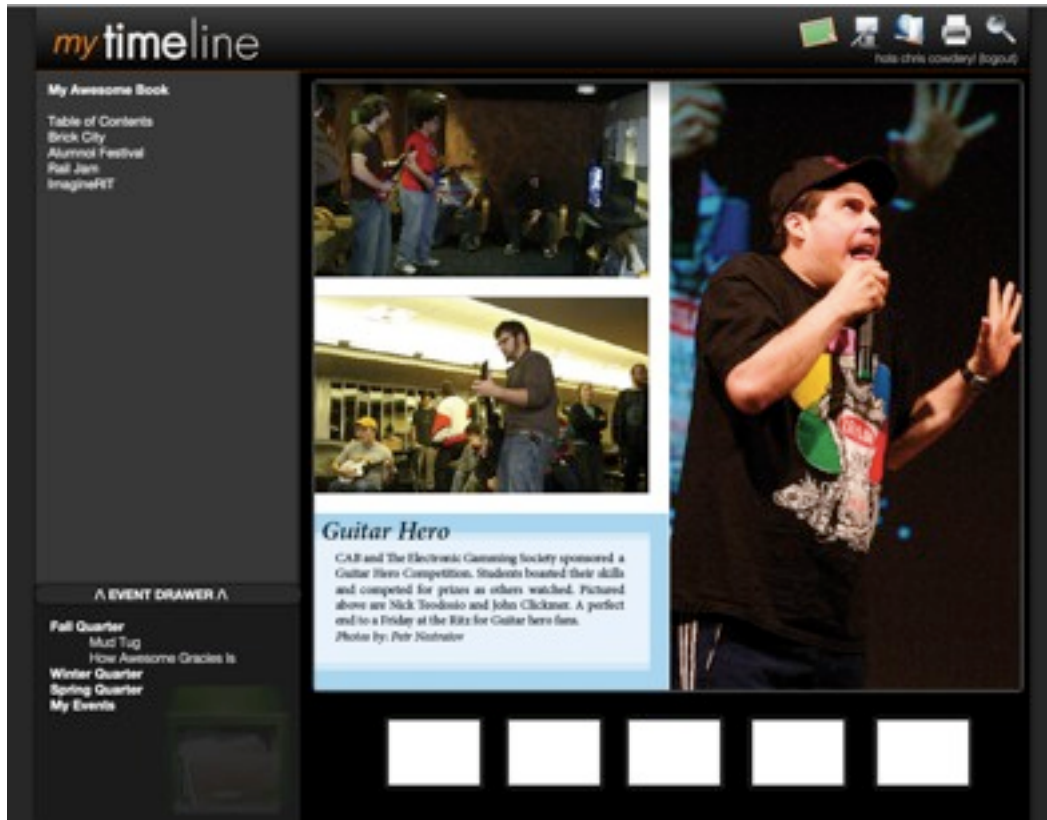 mytimeline
hola chris cowdery! (logout)
My Awesome Book
Table of Contents
Brick City
Alumnoi Festival
Rail Jam
ImagineRIT
Guitar Hero
CAB and The Electronic Gamming Society sponsored a
Guitar Hero Competition. Students boasted their skills
and competed for prizes as others watched. Pictured
above are Nick Teodosio and John Clickner. A perfect
end to a Friday at the Ritz for Guitar hero fans.
Photos by: Petr
/\ EVENT DRAWER /\
Fall Quarter
Mud Tug
How Awesome Gracies Is
Winter Quarter
Spring Quarter
My Events